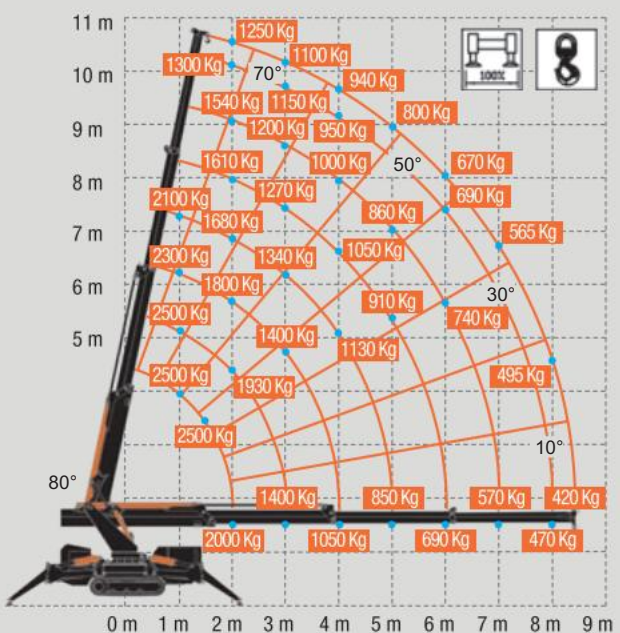 11 m
1250 Kg
1100 Kg
10 m
1300 Kg
70°
940 Kg
100%
1540 Kg
1150 Kg
800 Kg
9 m
1200 Kg
950 Kg
1610 Kg
1000 Kg
50°
670 Kg
8 m
2100 Kg
1270 Kg
690 Kg
7 m
1680 Kg
860 Kg
565 Kg
2300 Kg
1340 Kg
1050 Kg
6 m
1800 Kg
910 Kg
30°
2500 Kg
740 Kg
5 m
1400 Kg
1130 Kg
2500 Kg
1930 Kg
495 Kg
2500 Kg
10°
80°
1400 Kg
850 Kg
570 Kg
420 Kg
2000 Kg
1050 Kg
690 Kg
470 Kg
0 m 1 m 2 m 3 m 4 m 5 m 6 m 7 m 8 m 9 m